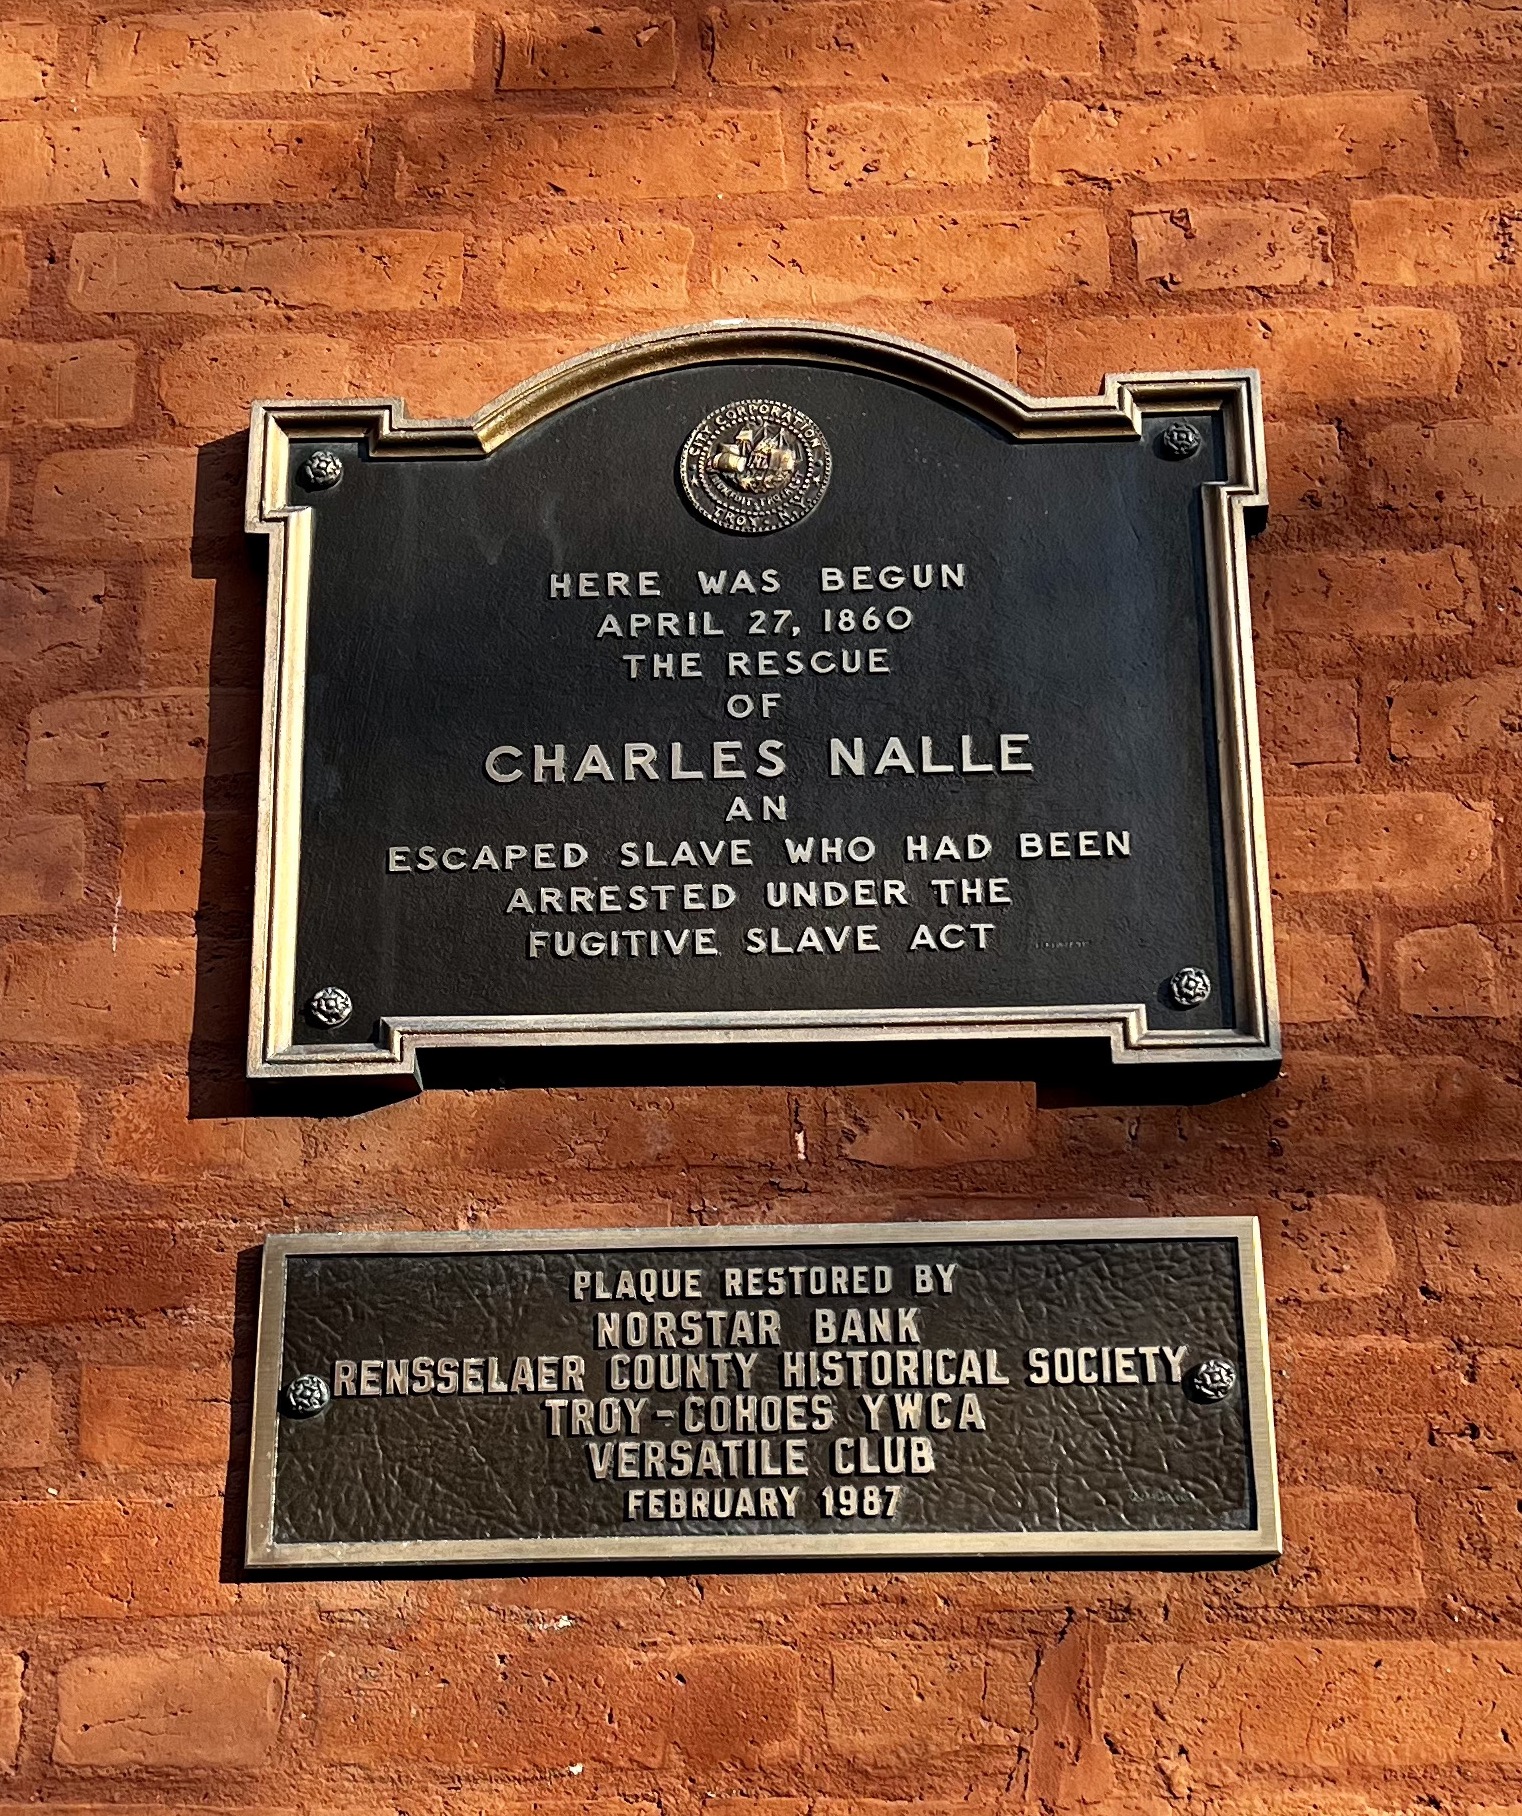 CITY CORPORATION
TROY. N.Y.
HERE WAS BEGUN
APRIL 27, 1860
THE RESCUE
OF
CHARLES NALLE
AN
ESCAPED SLAVE WHO HAD BEEN
ARRESTED UNDER THE
FUGITIVE SLAVE ACT
PLAQUE RESTORED BY
NORSTAR BANK
RENSSELAER COUNTY HISTORICAL SOCIETY
TROY-COHOES YWCA
VERSATILE CLUB
FEBRUARY 1987